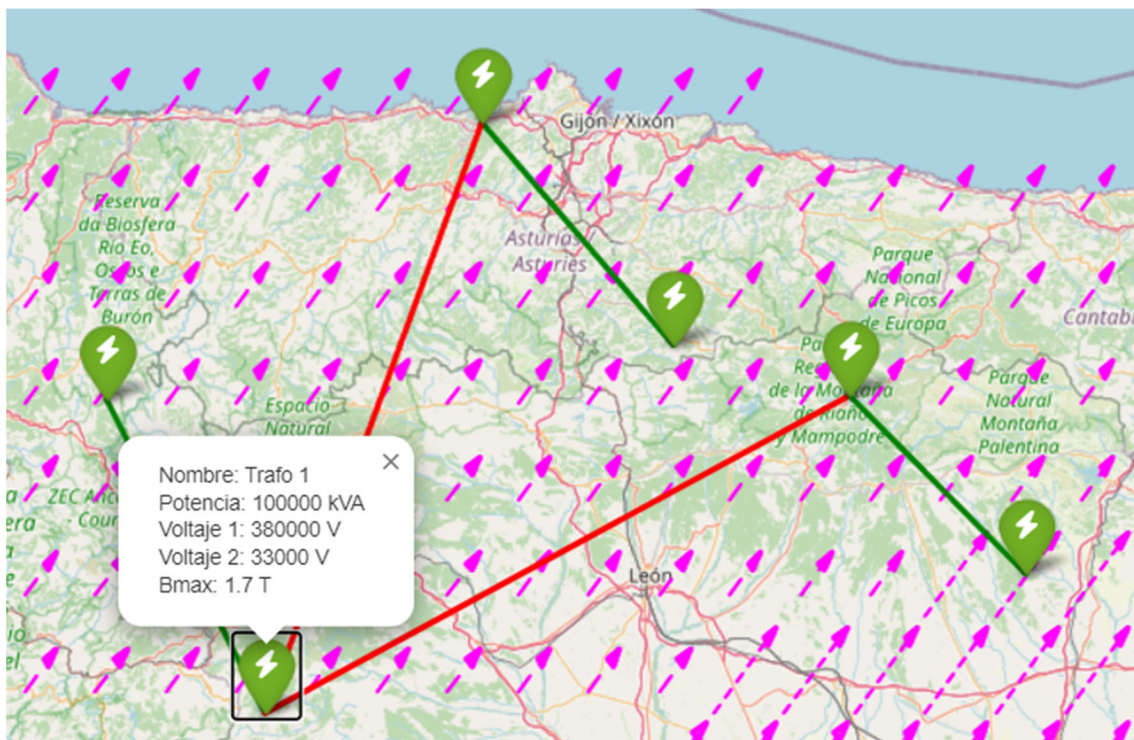 Gijón / Xixón
Reserva
da Biosfera
Río Eo,
Oscos e
Terras de
Burón
Asturias /
Asturies
Parque
Nacional
de Picos
de Europa
Cantab
Parque
Natural
Montaña
Palentina
de la Montaña
de Riaño
y Mampodre
Espacio
Natural
ZEC Anc
- Cour
Nombre: Trafo 1
Potencia: 100000 kVA
Voltaje 1: 380000 V
Voltaje 2: 33000 V
Bmax: 1.7 T
León